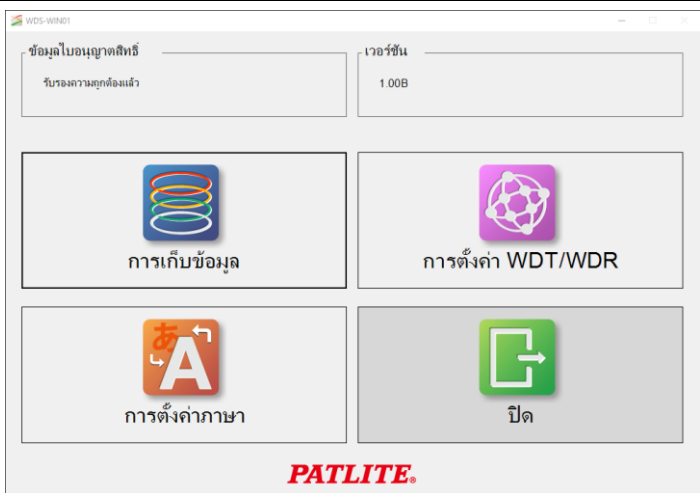 WDS-WIN01
ข้อมูลใบอนุญาตสิทธิ์
รับรองความถูกต้องแล้ว
เวอร์ชัน
1.00B
การเก็บข้อมูล
การตั้งค่า WDT/WDR
あ
A
การตั้งค่าภาษา
ปิด
PATLITE®